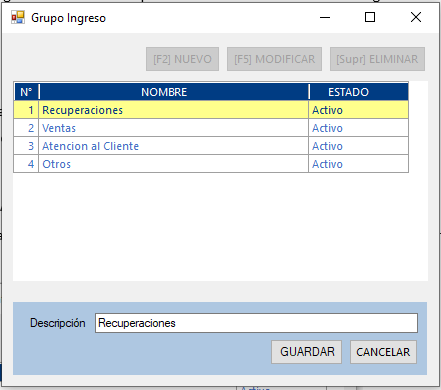 Grupo Ingreso
[F2] NUEVO [F5] MODIFICAR [Supr] ELIMINAR
N° NOMBRE ESTADO
1 Recuperaciones Activo
2 Ventas Activo
3 Atencion al Cliente Activo
4 Otros Activo
Descripción Recuperaciones
GUARDAR CANCELAR